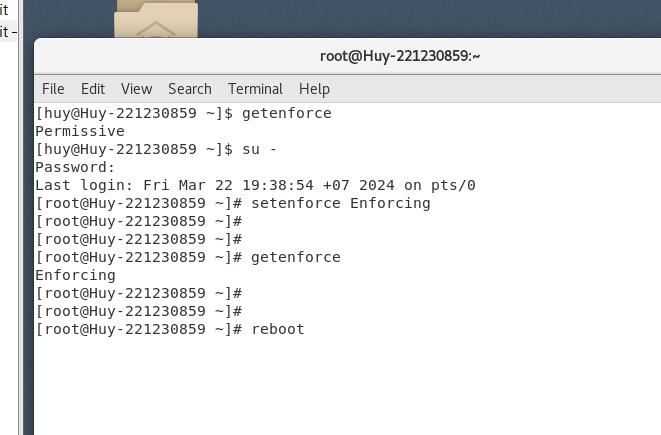 it
it -
root@Huy-221230859:~
File Edit View Search Terminal Help
[huy@Huy-221230859 ~]$ getenforce
Permissive
[huy@Huy-221230859 ~]$ su -
Password:
Last login: Fri Mar 22 19:38:54 +07 2024 on pts/0
[root@Huy-221230859 ~]# setenforce Enforcing
[root@Huy-221230859 ~]#
[root@Huy-221230859 ~]#
[root@Huy-221230859 ~]# getenforce
Enforcing
[root@Huy-221230859 ~]#
[root@Huy-221230859 ~]#
[root@Huy-221230859 ~]# reboot